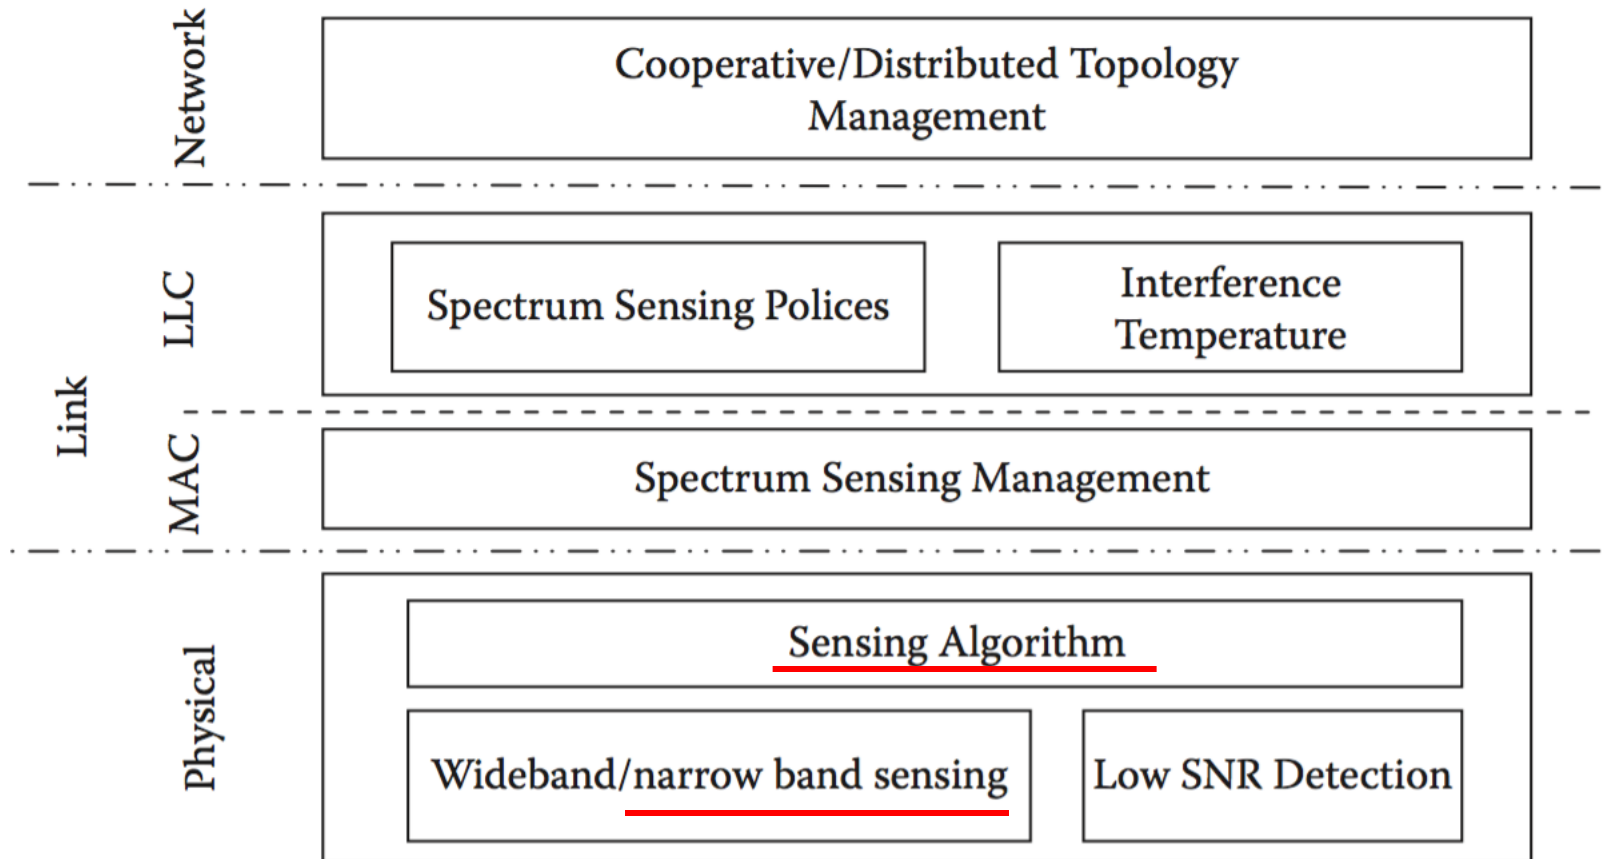 Network
Cooperative/Distributed Topology
Management
Link
LLC
Spectrum Sensing Polices
Interference
Temperature
MAC
Spectrum Sensing Management
Physical
Sensing Algorithm
Wideband/narrow band sensing
Low SNR Detection